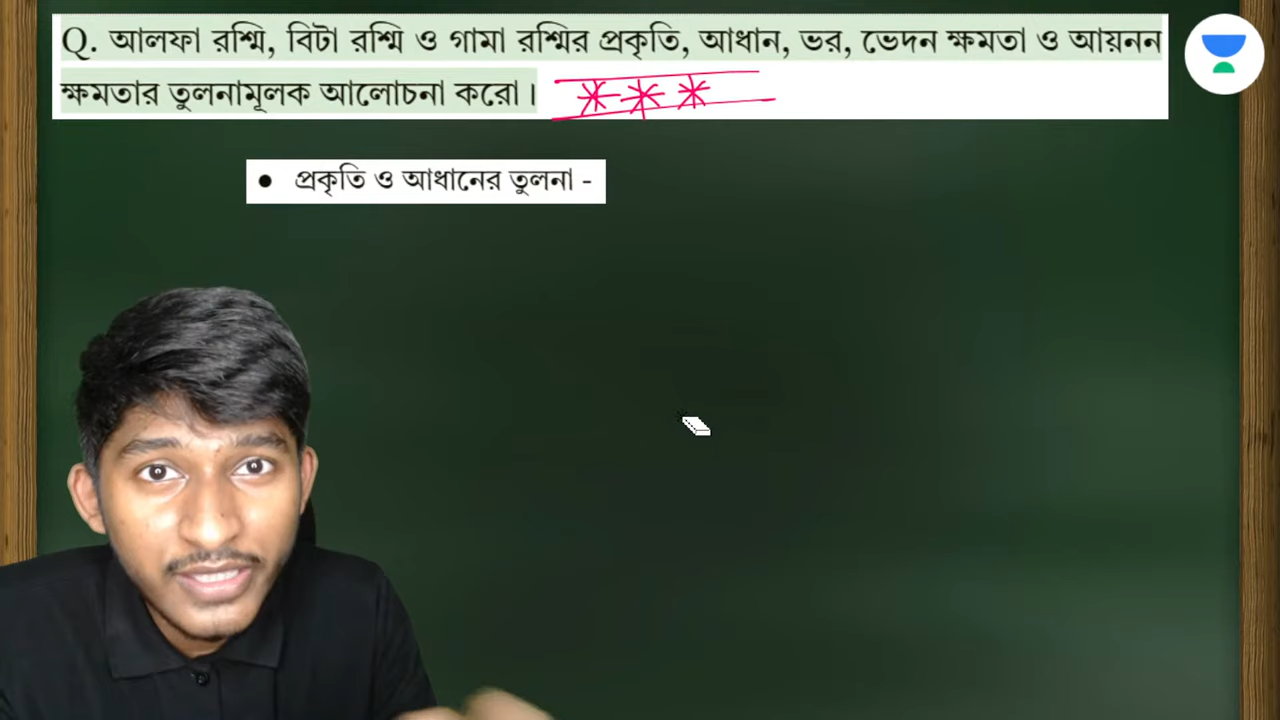 Q. আলফা রশ্মি, বিটা রশ্মি ও গামা রশ্মির প্রকৃতি, আধান, ভর, ভেদন ক্ষমতা ও আয়নন
ক্ষমতার তুলনামূলক আলোচনা করো।
● প্রকৃতি ও আধানের তুলনা -